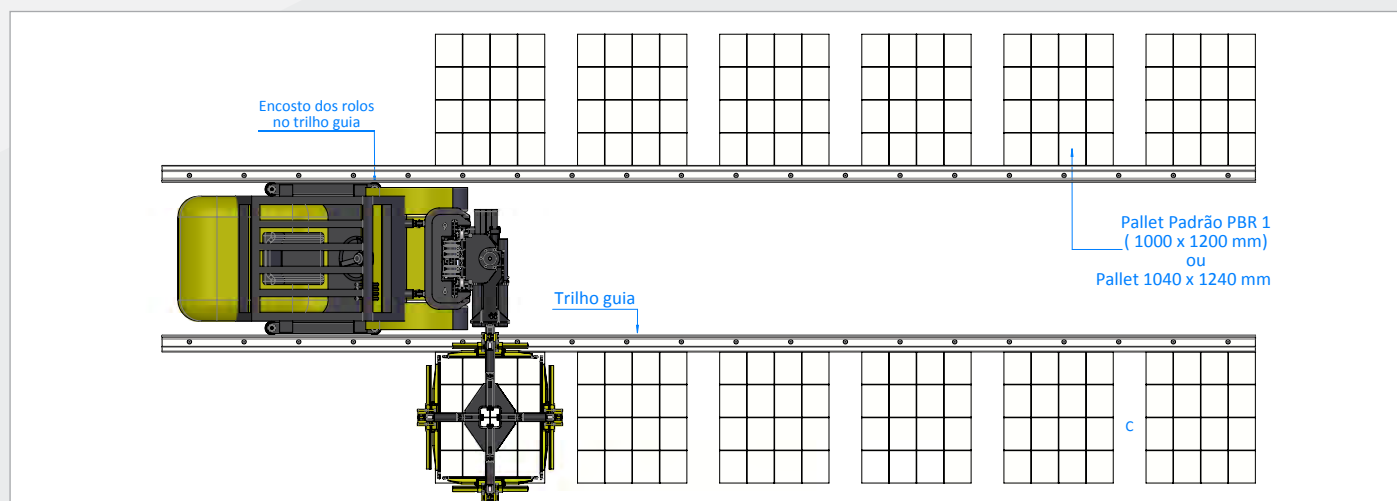 Encosto dos rolos
no trilho guia
Pallet Padrão PBR 1
( 1000 x 1200 mm)
ou
Pallet 1040 x 1240 mm
Trilho guia
C